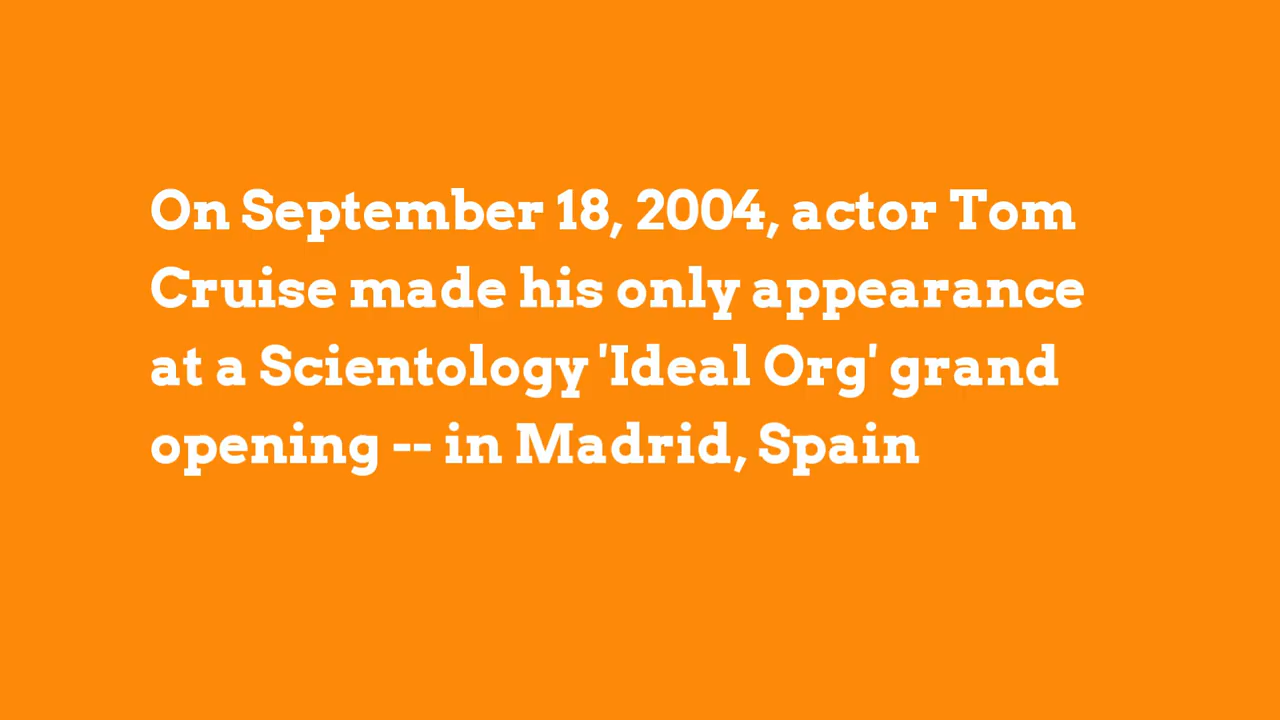 On September 18, 2004, actor Tom
Cruise made his only appearance
at a Scientology 'Ideal Org' grand
opening -- in Madrid, Spain